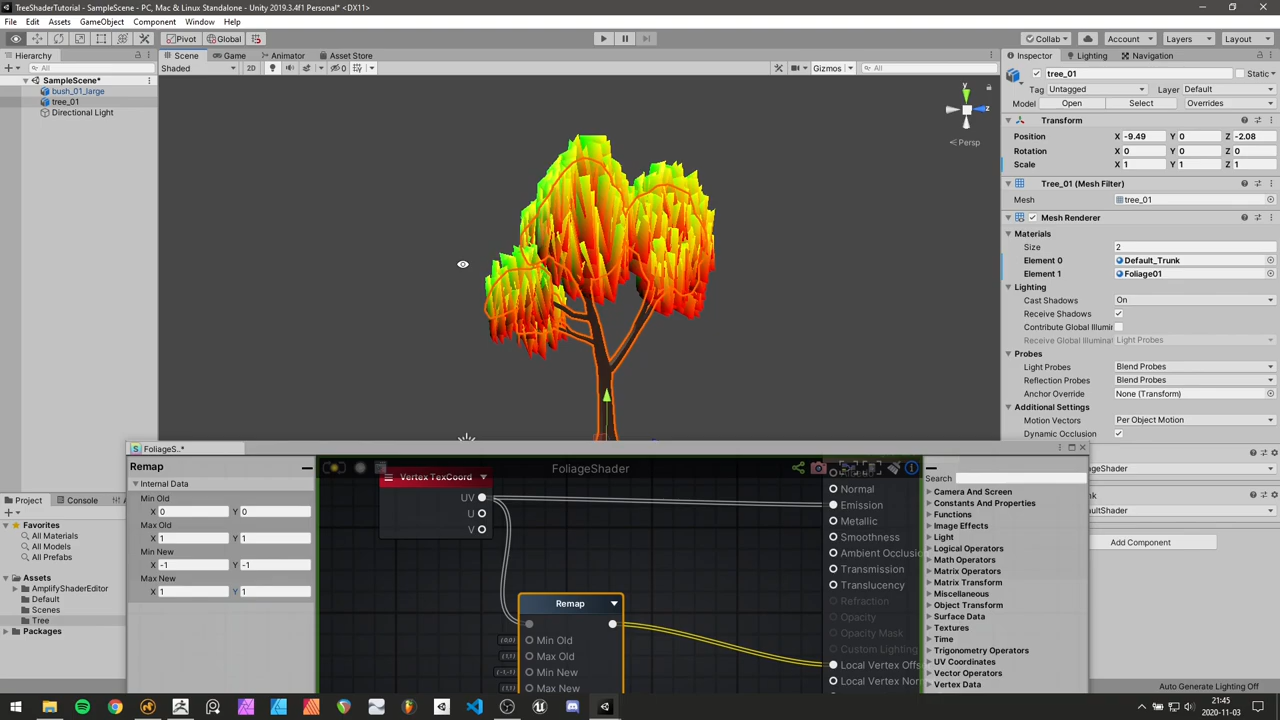 TreeShaderTutorial - SampleScene - PC, Mac & Linux Standalone - Unity 2019.3.4f1 Personal* <DX11>
File Edit Assets GameObject Component Window Help
Pivot Global Collab Account Layers Layout
Hierarchy Scene Game Animator Asset Store Inspector Lighting Navigation
All Shaded 2D 0 Gizmos All
SampleScene* tree_01 Static
bush_01_large Tag Untagged Layer Default
tree_01 Model Open Select Overrides
Directional Light
Transform
Position X -9.49 Y 0 Z -2.08
Rotation X 0 Y 0 Z 0
Scale X 1 Y 1 Z 1
y
z
Persp
Tree_01 (Mesh Filter)
Mesh tree_01
Mesh Renderer
Materials
Size 2
Element 0 Default_Trunk
Element 1 Foliage01
Lighting
Cast Shadows On
Receive Shadows
Contribute Global Illumin
Receive Global Illuminat Light Probes
Probes
Light Probes Blend Probes
Reflection Probes Blend Probes
Anchor Override None (Transform)
Additional Settings
Motion Vectors Per Object Motion
Dynamic Occlusion
FoliageS..*
Remap FoliageShader
Internal Data
Min Old
X 0 Y 0
Max Old
X 1 Y 1
Min New
X -1 Y -1
Max New
X 1 Y 1
Vertex TexCoord
UV
U
V
Remap
Min Old
Max Old
Min New
Max New
Normal
Emission
Metallic
Smoothness
Ambient Occlusi
Transmission
Translucency
Refraction
Opacity
Opacity Mask
Custom Lighting
Local Vertex Offs
Local Vertex Nor
Search
Camera And Screen
Constants And Properties
Functions
Image Effects
Light
Logical Operators
Math Operators
Matrix Operators
Matrix Transform
Miscellaneous
Object Transform
Surface Data
Textures
Time
Trigonometry Operators
UV Coordinates
Vector Operators
Vertex Data
geShader
nk
aultShader
Add Component
Project Console
Favorites
All Materials
All Models
All Prefabs
Assets
AmplifyShaderEditor
Default
Scenes
Tree
Packages
Auto Generate Lighting Off
21:45
2020-11-03